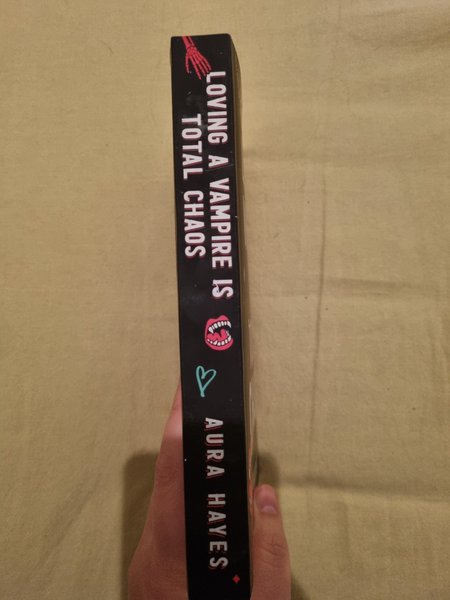 LOVING A VAMPIRE IS
TOTAL CHAOS
AURA HAYES